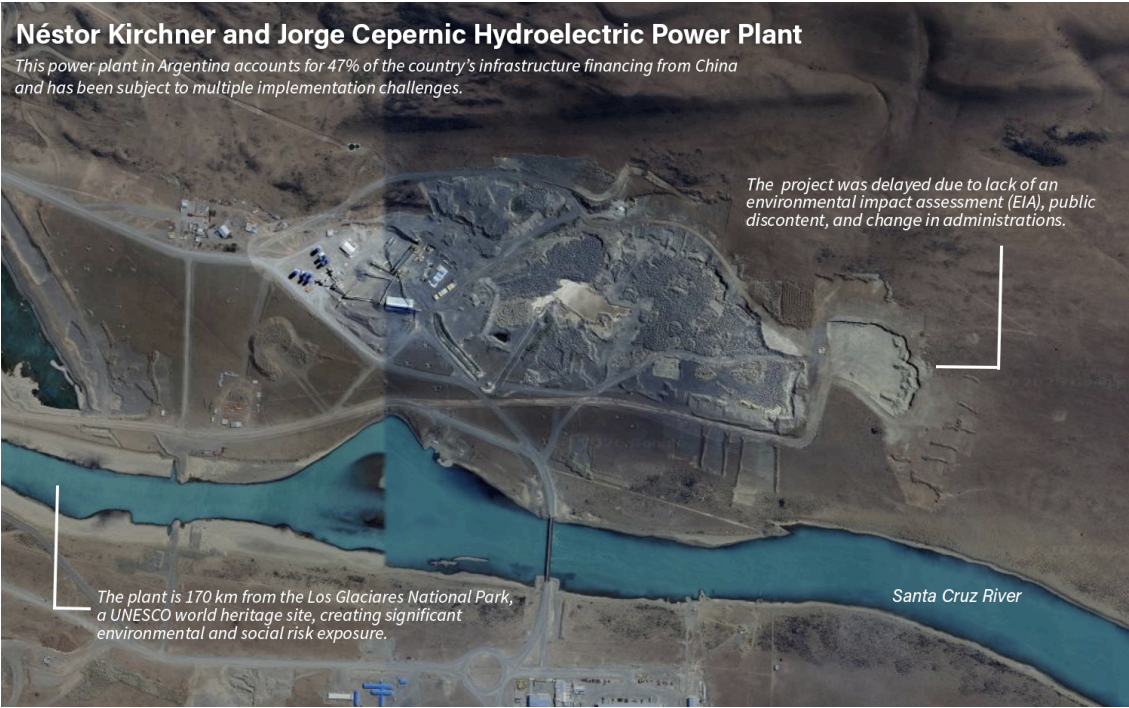 Néstor Kirchner and Jorge Cepernic Hydroelectric Power Plant
This power plant in Argentina accounts for 47% of the country's infrastructure financing from China
and has been subject to multiple implementation challenges.
The project was delayed due to lack of an
environmental impact assessment (EIA), public
discontent, and change in administrations.
The plant is 170 km from the Los Glaciares National Park,
a UNESCO world heritage site, creating significant
environmental and social risk exposure.
Santa Cruz River